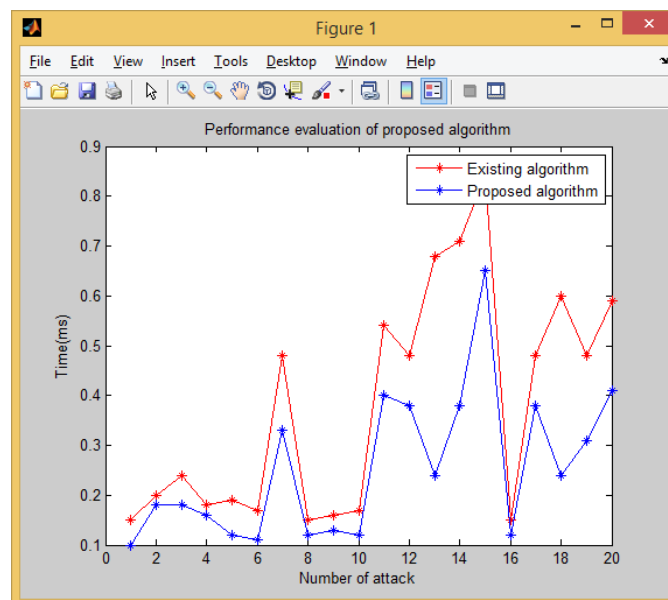 Figure 1
File Edit View Insert Tools Desktop Window Help
Performance evaluation of proposed algorithm
Existing algorithm
Proposed algorithm
0.9
0.8
0.7
0.6
0.5
0.4
0.3
0.2
0.1
Time(ms)
0 2 4 6 8 10 12 14 16 18 20
Number of attack